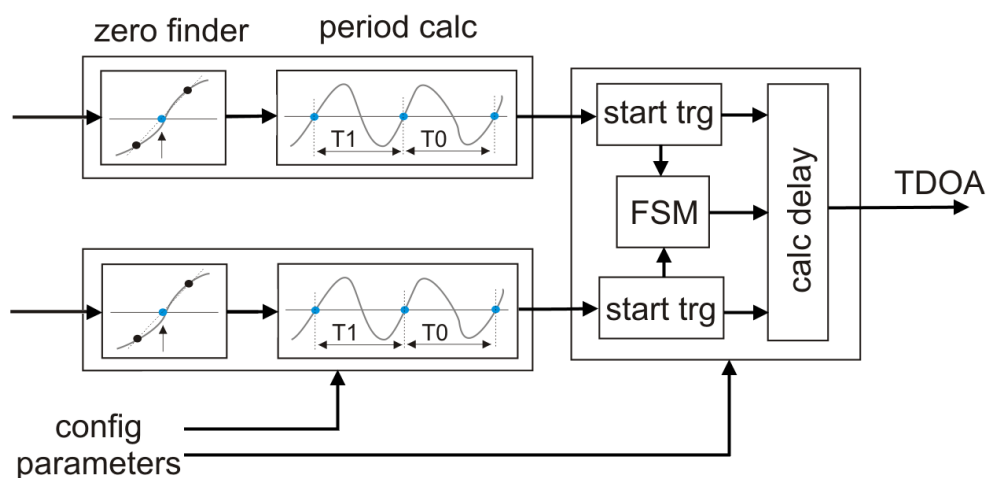 zero finder
period calc
T1
T0
start trg
FSM
start trg
calc delay
TDOA
T1
T0
config
parameters